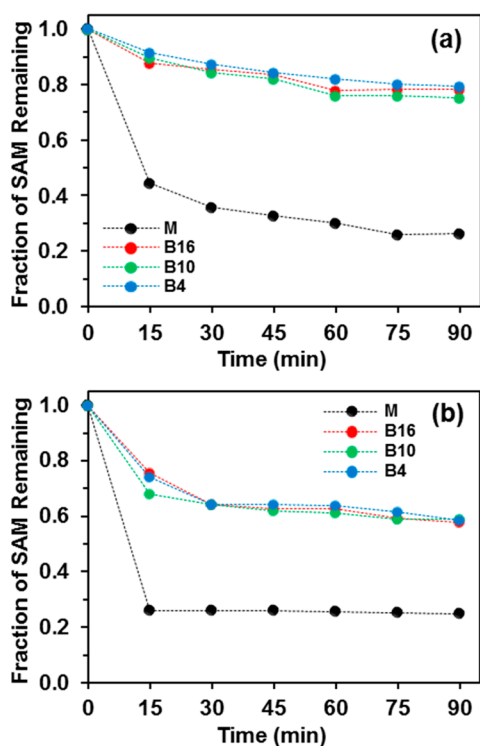 (a)
Fraction of SAM Remaining
1.0
0.8
0.6
0.4
0.2
0.0
M
B16
B10
B4
0 15 30 45 60 75 90
Time (min)
(b)
Fraction of SAM Remaining
1.0
0.8
0.6
0.4
0.2
0.0
M
B16
B10
B4
0 15 30 45 60 75 90
Time (min)